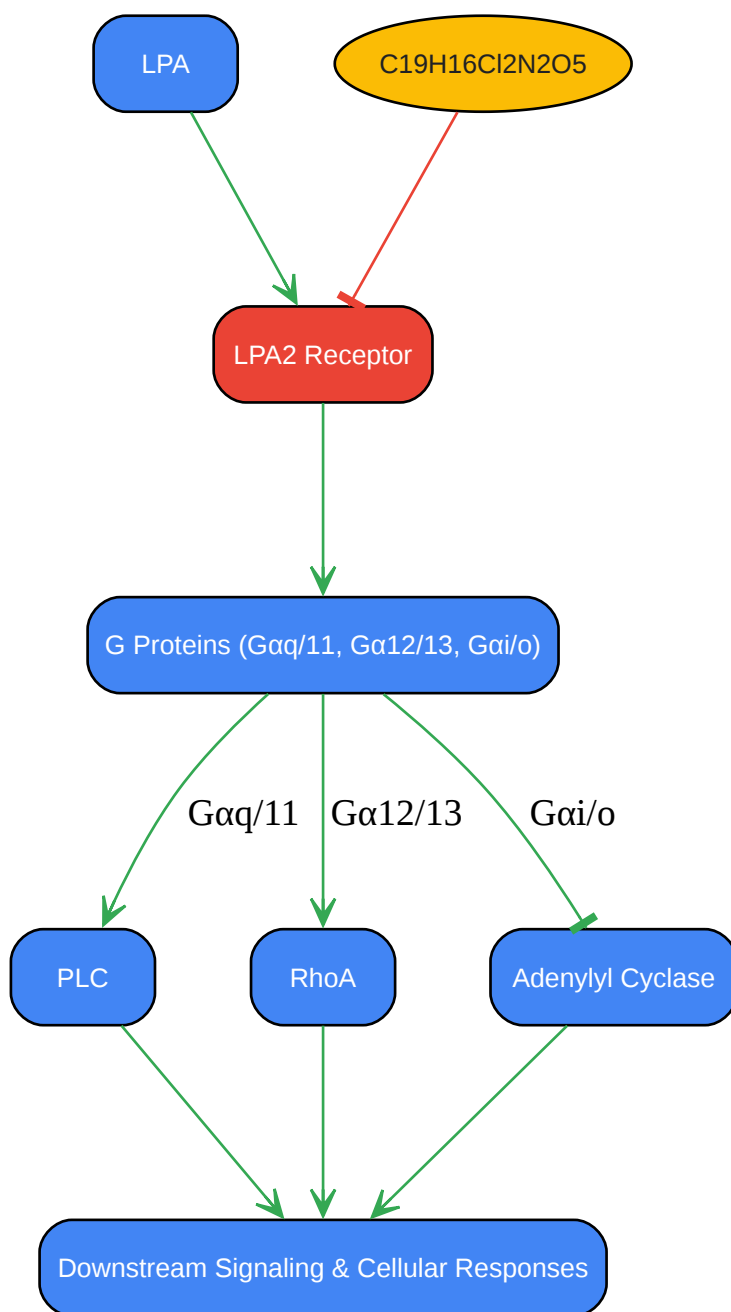 LPA
C19H16Cl2N2O5
LPA2 Receptor
G Proteins (Gαq/11, Gα12/13, Gαi/o)
Gαq/11
Gα12/13
Gαi/o
PLC
RhoA
Adenylyl Cyclase
Downstream Signaling & Cellular Responses